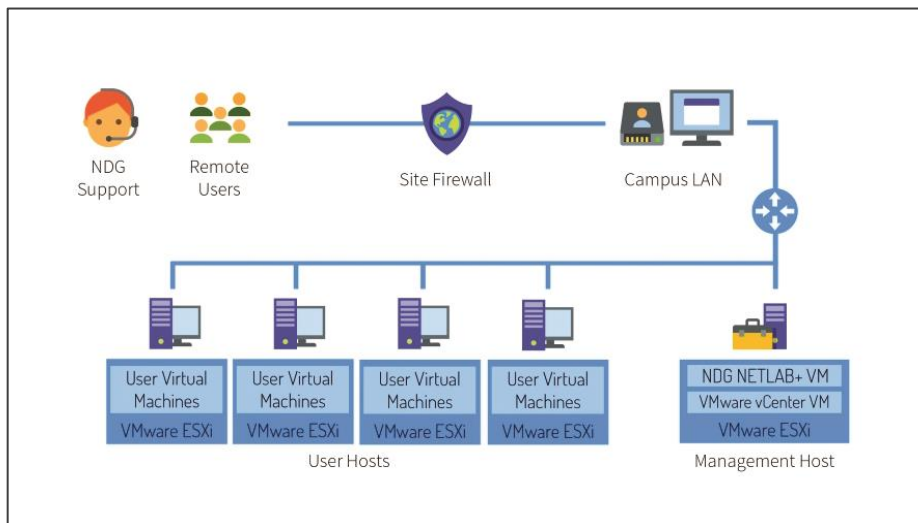 NDG
Support
Remote
Users
Site Firewall
Campus LAN
User Virtual
Machines
VMware ESXi
User Virtual
Machines
VMware ESXi
User Virtual
Machines
VMware ESXi
User Virtual
Machines
VMware ESXi
User Hosts
NDG NETLAB+ VM
VMware vCenter VM
VMware ESXi
Management Host